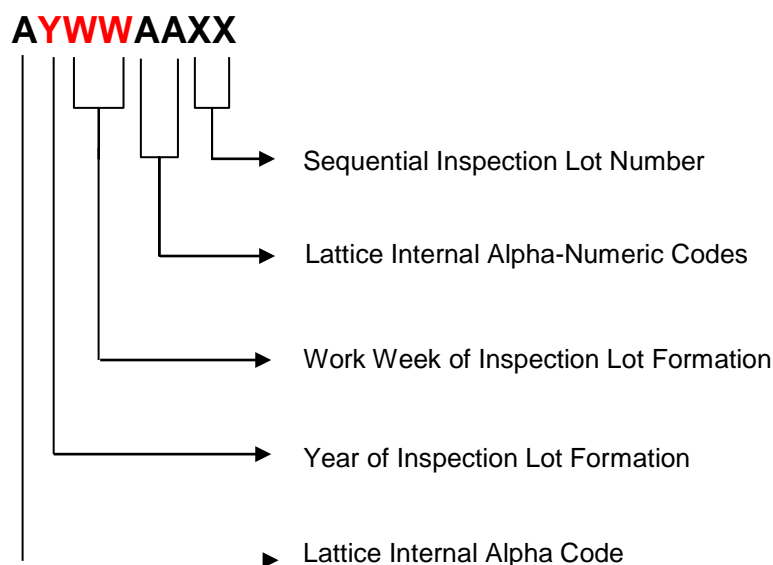 AYWWAAXX
Sequential Inspection Lot Number
Lattice Internal Alpha-Numeric Codes
Work Week of Inspection Lot Formation
Year of Inspection Lot Formation
Lattice Internal Alpha Code